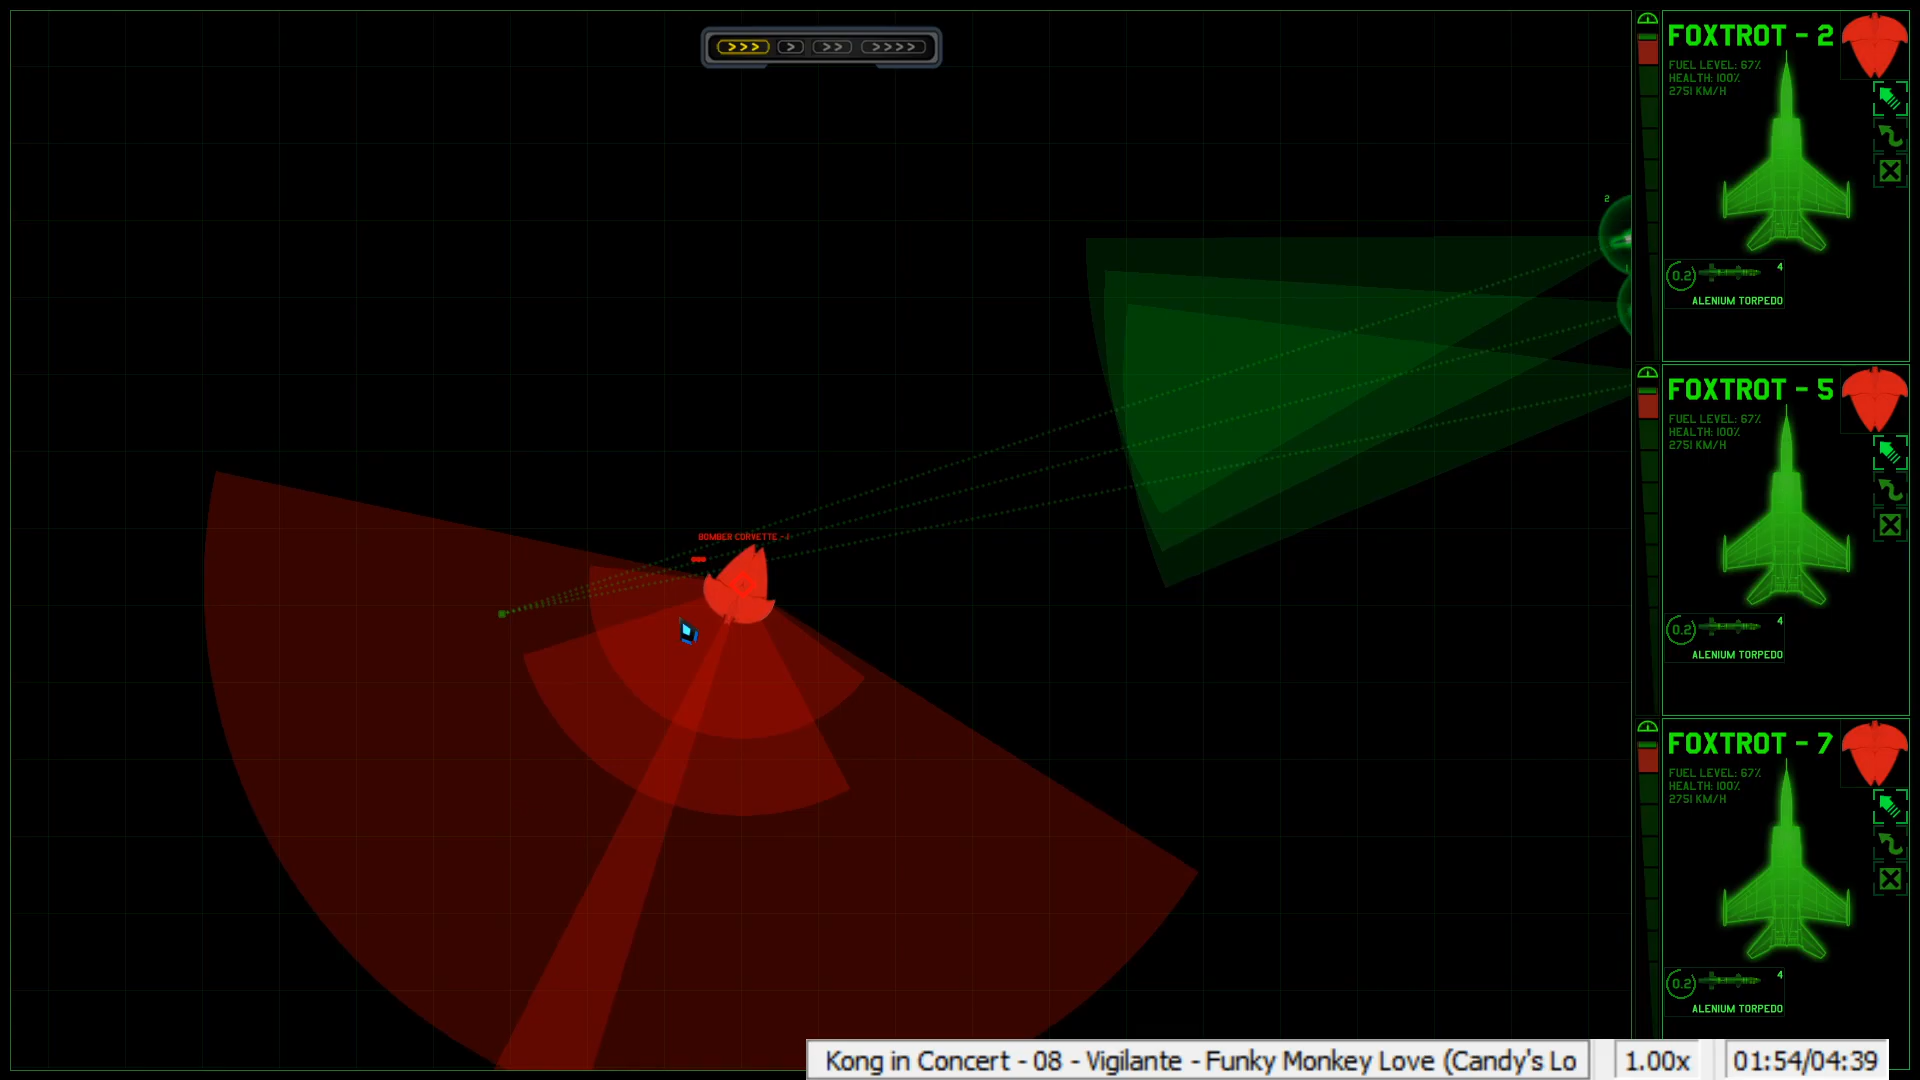 FOXTROT - 2
FUEL LEVEL: 67%
HEALTH: 100%
2751 KM/H
2
0.2
4
ALENIUM TORPEDO
FOXTROT - 5
FUEL LEVEL: 67%
HEALTH: 100%
2751 KM/H
0.2
4
ALENIUM TORPEDO
BOMBER CORVETTE - 1
FOXTROT - 7
FUEL LEVEL: 67%
HEALTH: 100%
2751 KM/H
0.2
4
ALENIUM TORPEDO
Kong in Concert - 08 - Vigilante - Funky Monkey Love (Candy's Lo
1.00x
01:54/04:39